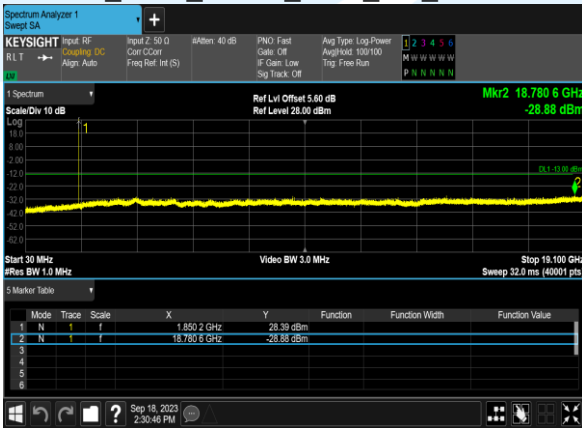 Spectrum Analyzer 1
Swept SA
+
KEYSIGHT Input: RF
RLT Coupling: DC
Align: Auto
LU
Input Z: 50 Ω
Corr CCorr
Freq Ref: Int (S)
#Atten: 40 dB
PNO: Fast
Gate: Off
IF Gain: Low
Sig Track: Off
Avg Type: Log-Power
Avg|Hold: 100/100
Trig: Free Run
1 2 3 4 5 6
M W W W W W
P N N N N N
1 Spectrum
Scale/Div 10 dB
Ref Lvl Offset 5.60 dB
Ref Level 28.00 dBm
Mkr2 18.780 6 GHz
-28.88 dBm
Log
18.0
8.00
-2.00
-12.0
-22.0
-32.0
-42.0
-52.0
-62.0
1
DL1 -13.00 dBm
2
Start 30 MHz
#Res BW 1.0 MHz
Video BW 3.0 MHz
Stop 19.100 GHz
Sweep 32.0 ms (40001 pts
5 Marker Table
Mode Trace Scale X Y Function Function Width Function Value
1 N 1 f 1.850 2 GHz 28.39 dBm
2 N 1 f 18.780 6 GHz -28.88 dBm
3
4
5
6
?
Sep 18, 2023
2:30:46 PM